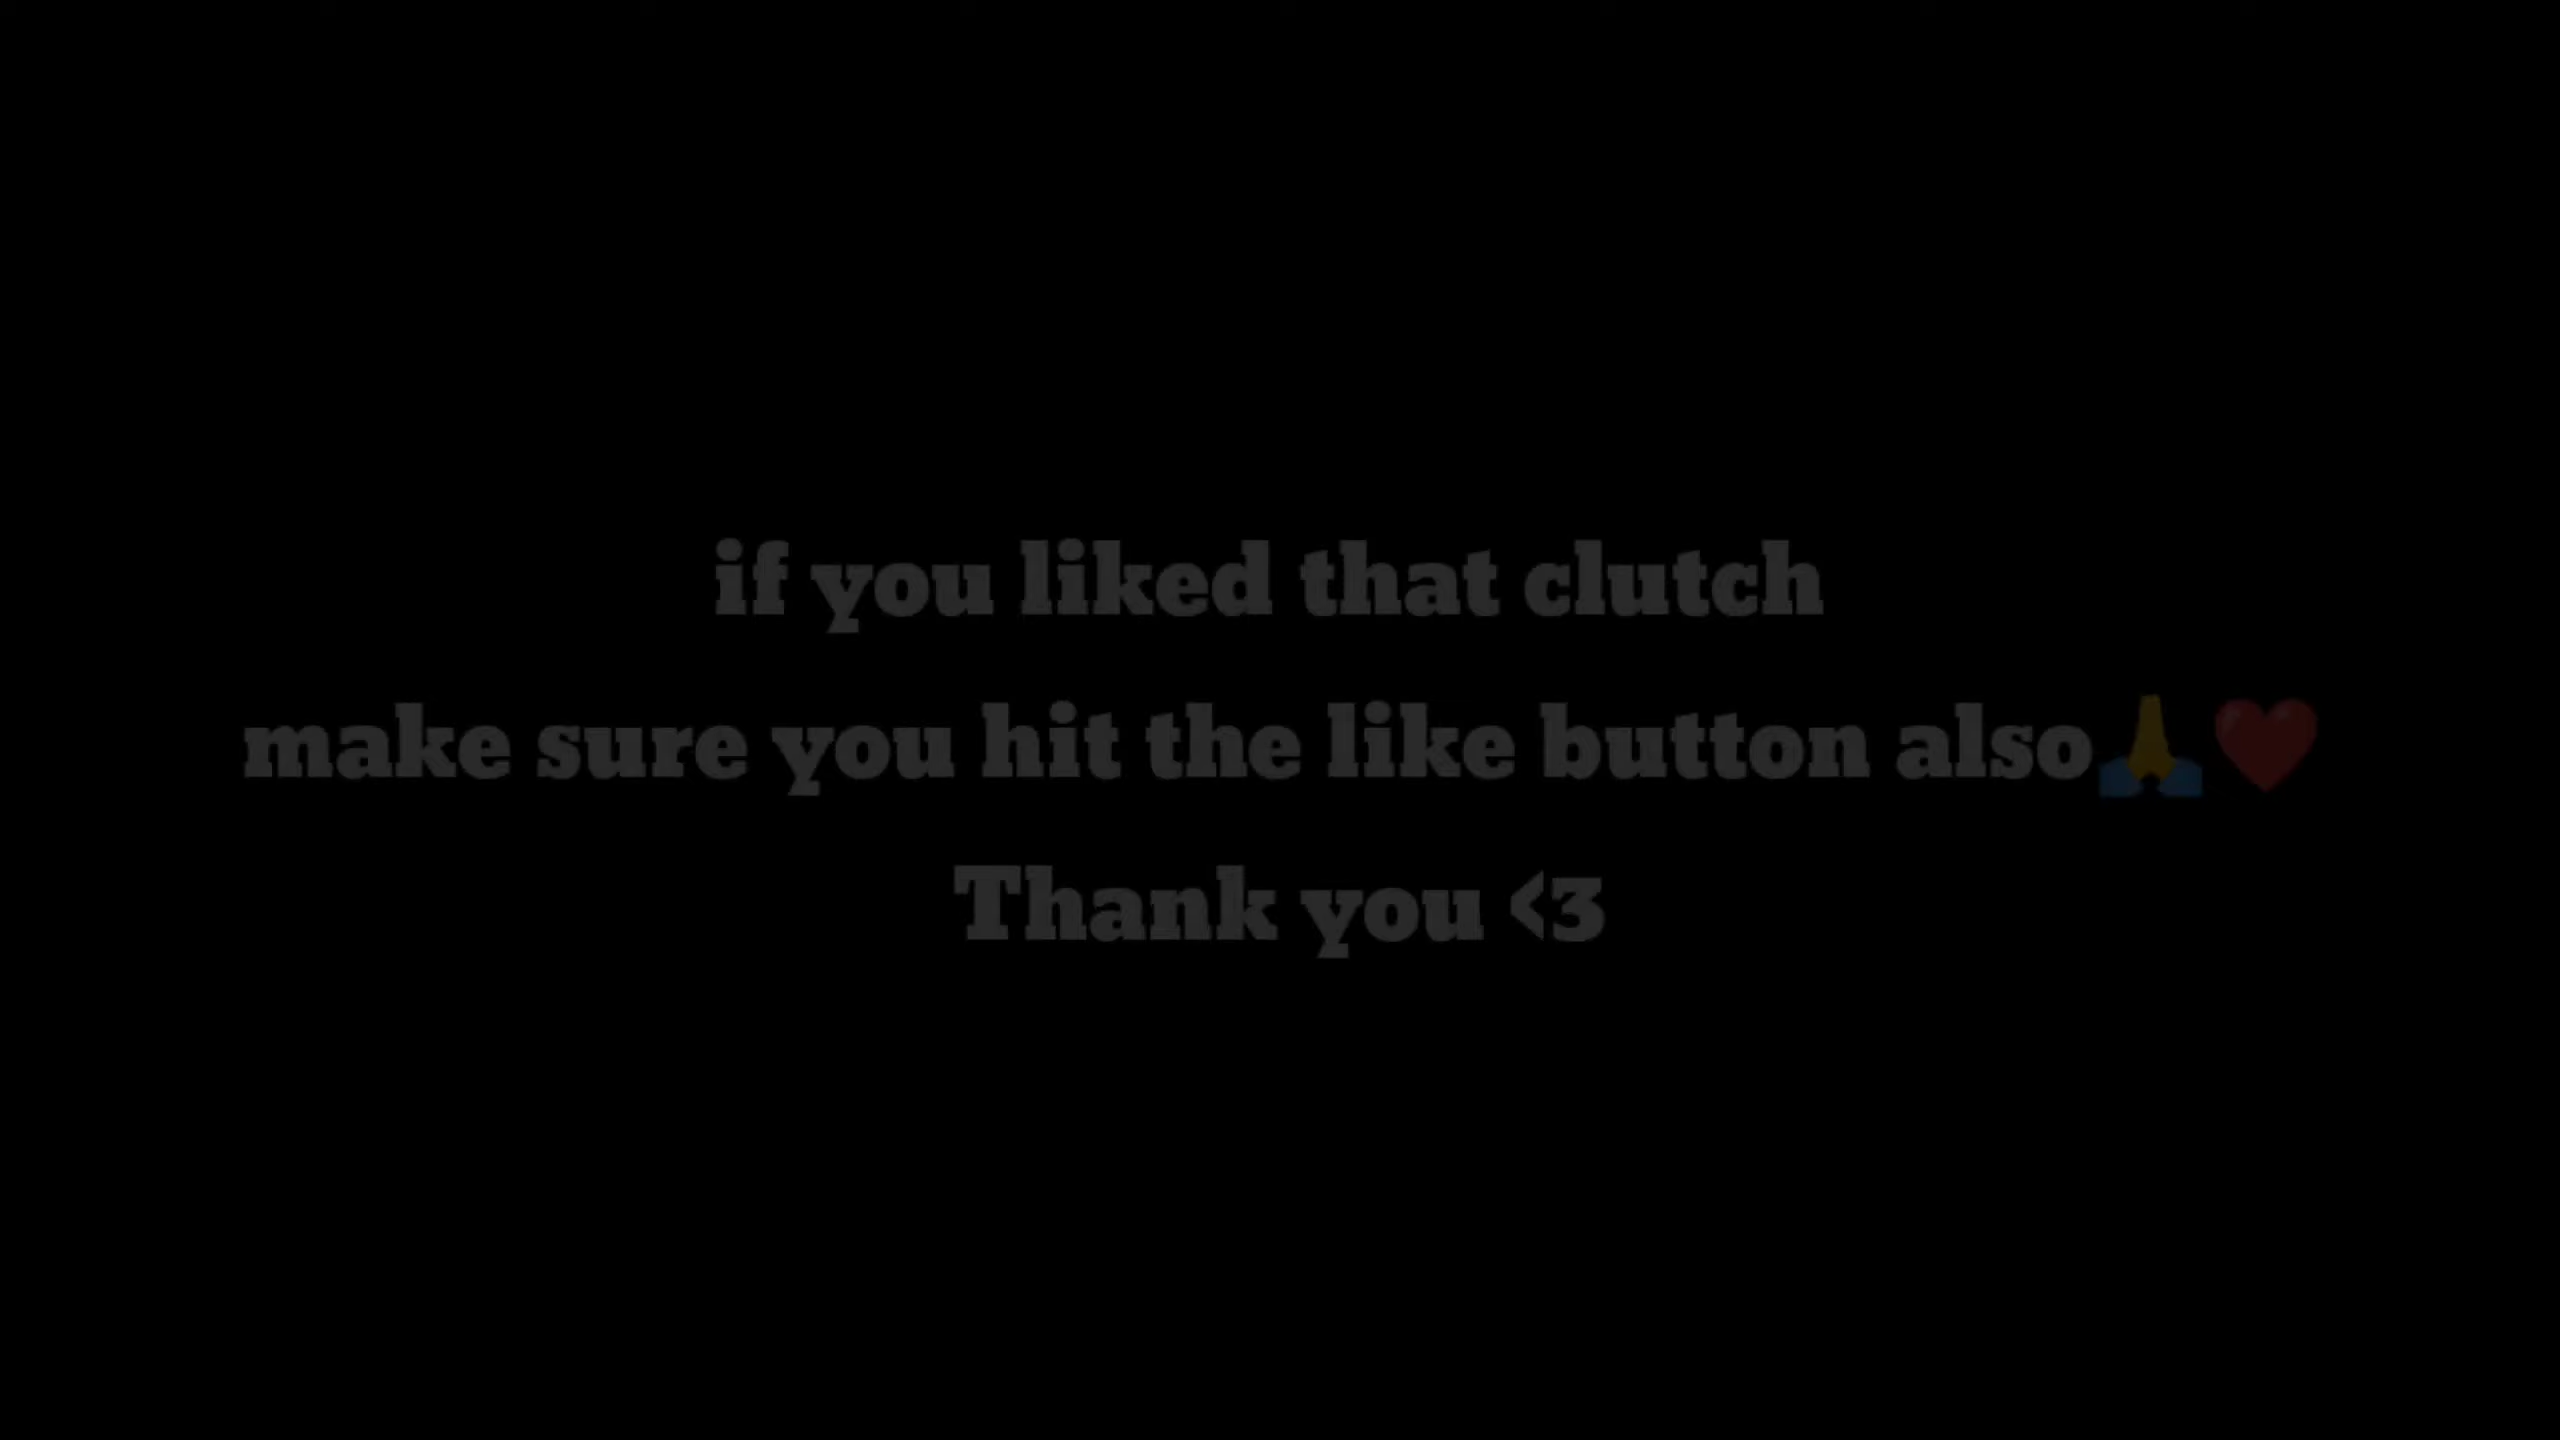 if you liked that clutch
make sure you hit the like button also🙏❤️
Thank you <3